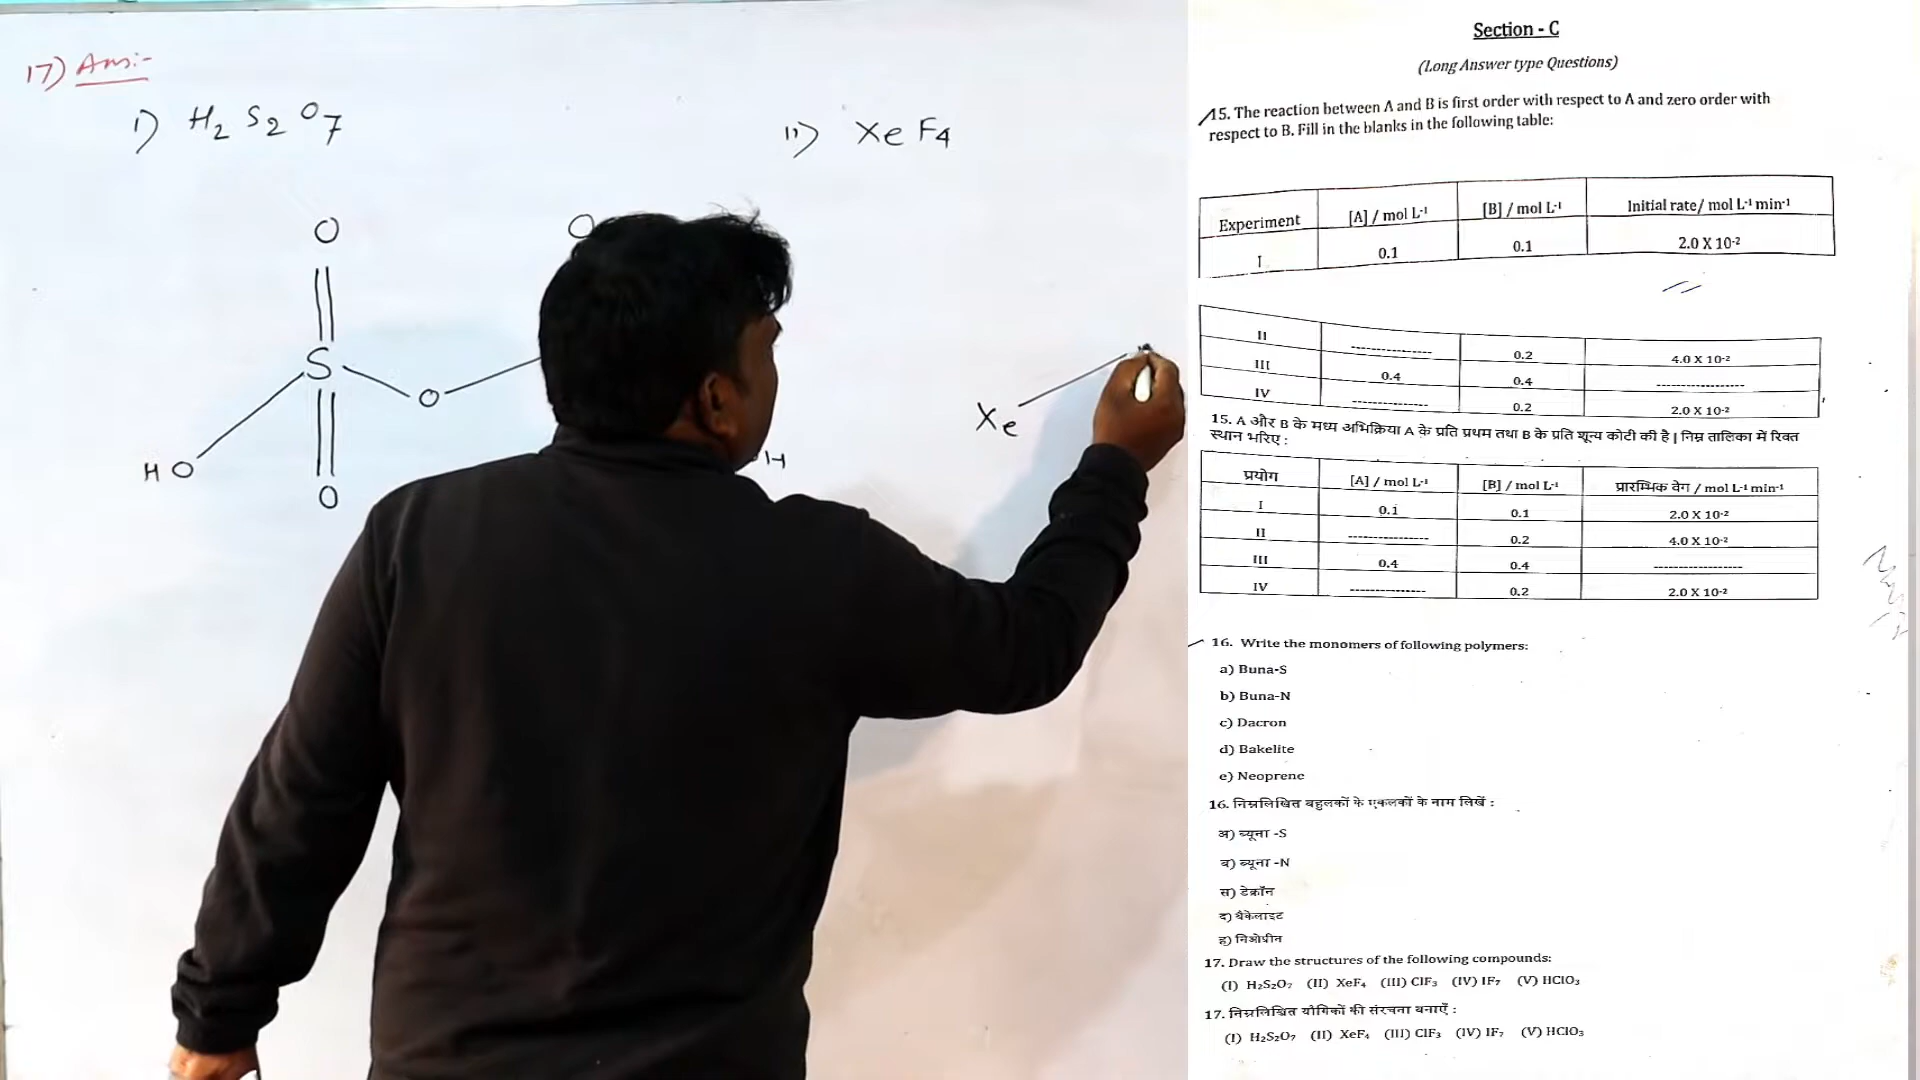 17) Ans:-
1) H₂S₂O₇
11) XeF₄
O
O
S
O
HO
O
H
Xe
Section - C
(Long Answer type Questions)
15. The reaction between A and B is first order with respect to A and zero order with
respect to B. Fill in the blanks in the following table:
Experiment [A] / mol L-1 [B] / mol L-1 Initial rate/ mol L-1 min-1
I 0.1 0.1 2.0 X 10-2
II ---------------- 0.2 4.0 X 10-2
III 0.4 0.4 -----------------
IV --------------- 0.2 2.0 X 10-2
15. A और B के मध्य अभिक्रिया A के प्रति प्रथम तथा B के प्रति शून्य कोटी की है | निम्न तालिका में रिक्त
स्थान भरिए :
प्रयोग [A] / mol L-1 [B] / mol L-1 प्रारम्भिक वेग / mol L-1 min-1
I 0.1 0.1 2.0 X 10-2
II ---------------- 0.2 4.0 X 10-2
III 0.4 0.4 -----------------
IV --------------- 0.2 2.0 X 10-2
16. Write the monomers of following polymers:
a) Buna-S
b) Buna-N
c) Dacron
d) Bakelite
e) Neoprene
16. निम्नलिखित बहुलकों के एकलकों के नाम लिखें :
अ) ब्यूना -S
ब) ब्यूना -N
स) डेक्रॉन
द) बैकेलाइट
ह) निओप्रीन
17. Draw the structures of the following compounds:
(I) H₂S₂O₇ (II) XeF₄ (III) ClF₃ (IV) IF₇ (V) HClO₃
17. निम्नलिखित यौगिकों की संरचना बनाएँ :
(I) H₂S₂O₇ (II) XeF₄ (III) ClF₃ (IV) IF₇ (V) HClO₃